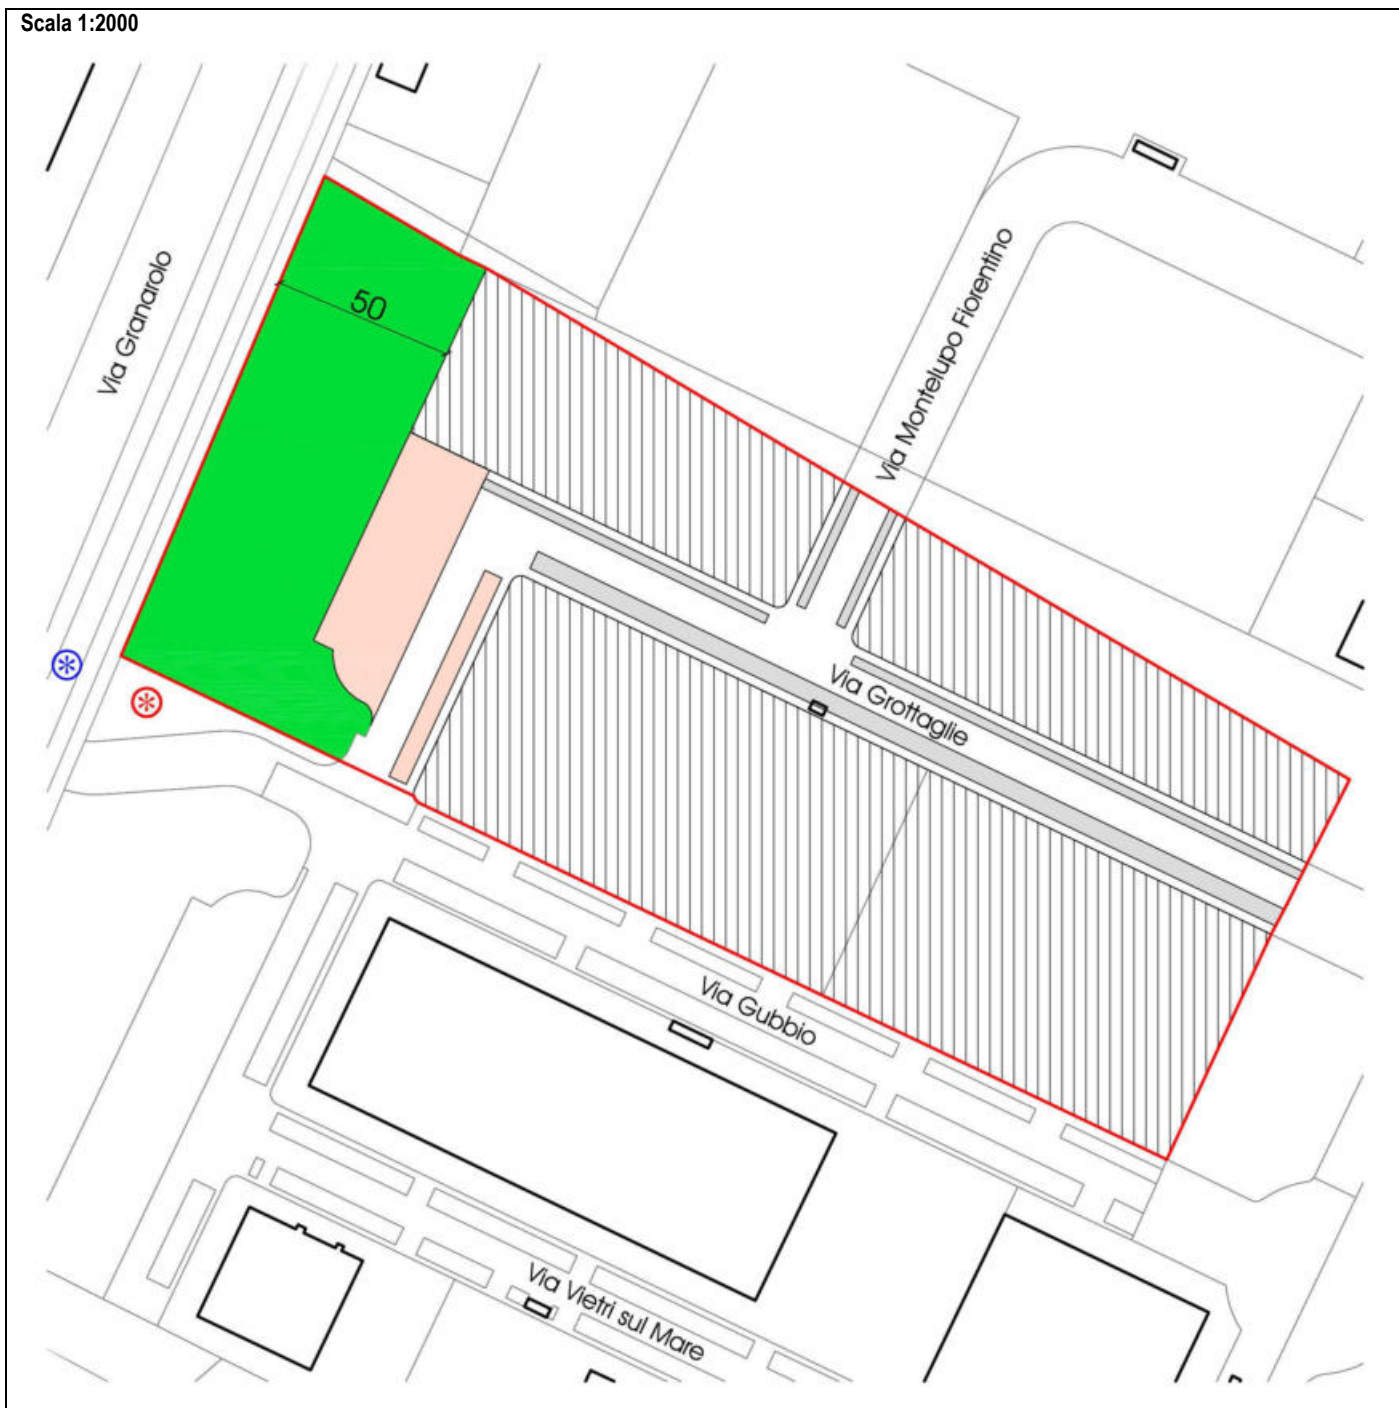 Scala 1:2000
Via Granarolo
50
Via Montelupo Fiorentino
Via Grottaglie
Via Gubbio
Via Vietri sul Mare